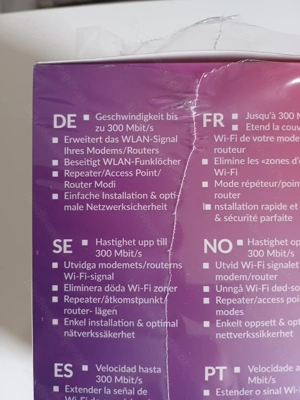 DE ▪ Geschwindigkeit bis
zu 300 Mbit/s
▪ Erweitert das WLAN-Signal
Ihres Modems/Routers
▪ Beseitigt WLAN-Funklöcher
▪ Repeater/Access Point/
Router Modi
▪ Einfache Installation & opti-
male Netzwerksicherheit
FR ▪ Jusqu'à 300 M
▪ Etend la couv
Wi-Fi de votre mode
routeur
▪ Elimine les «zones d'
Wi-Fi
▪ Mode répéteur/poin
router
▪ Installation rapide et
& sécurité parfaite
SE ▪ Hastighet upp till
300 Mbit/s
▪ Utvidga modemets/routerns
Wi-Fi-signal
▪ Eliminera döda Wi-Fi zoner
▪ Repeater/åtkomstpunkt/
router- lägen
▪ Enkel installation & optimal
nätverkssäkerhet
NO ▪ Hastighet op
300 Mbit/s
▪ Utvid Wi-Fi signalet
modem/router
▪ Unngå Wi-Fi død-so
▪ Repeater/access poi
modes
▪ Enkelt oppsett & opt
nettverkssikkerhet
ES ▪ Velocidad hasta
300 Mbit/s
▪ Extender la señal de
PT ▪ Velocidade a
300 Mbit/s
▪ Estender o sinal Wi-